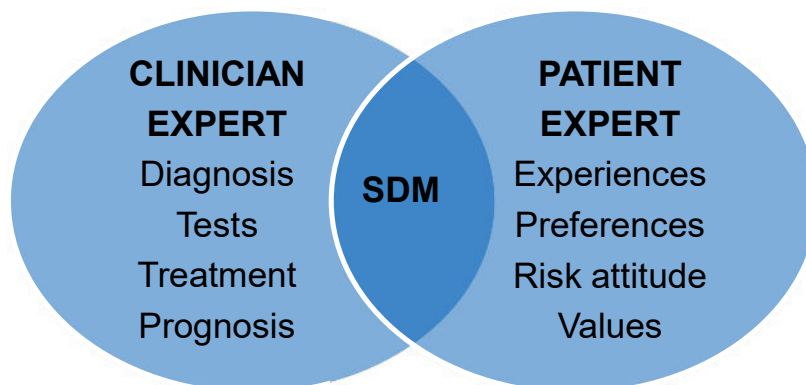 CLINICIAN
EXPERT
Diagnosis
Tests
Treatment
Prognosis
SDM
PATIENT
EXPERT
Experiences
Preferences
Risk attitude
Values